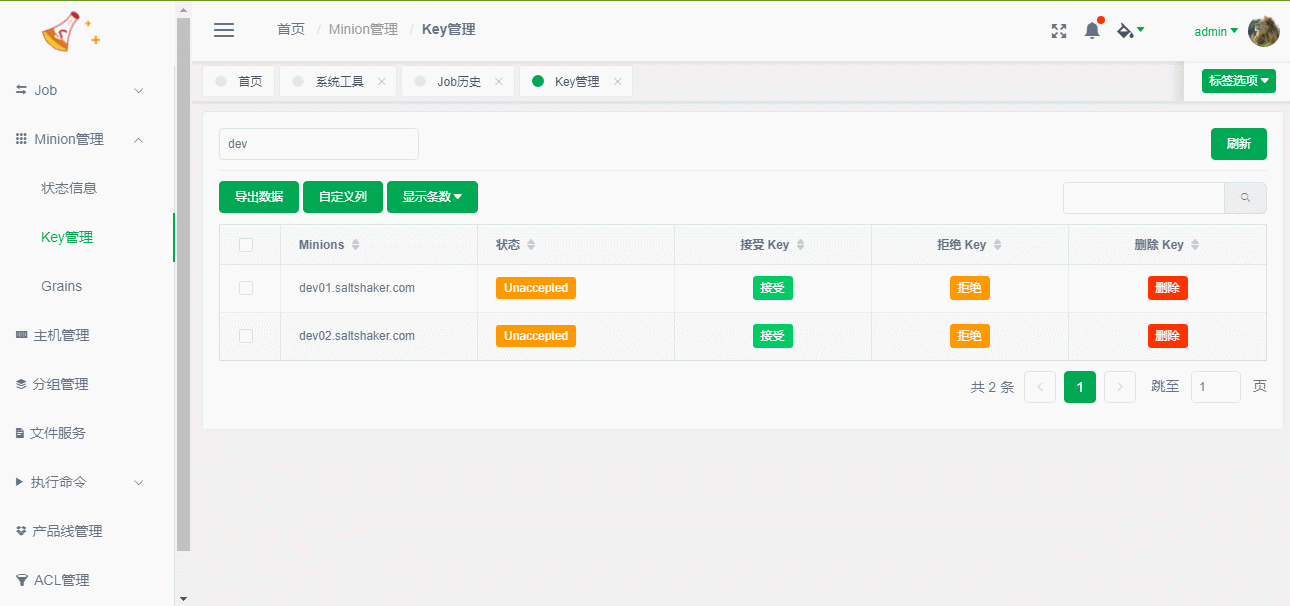 首页 / Minion管理 / Key管理
admin
首页
系统工具
Job历史
Key管理
标签选项
Job
Minion管理
状态信息
Key管理
Grains
主机管理
分组管理
文件服务
执行命令
产品线管理
ACL管理
dev
刷新
导出数据 自定义列 显示条数
Minions 状态 接受 Key 拒绝 Key 删除 Key
dev01.saltshaker.com Unaccepted 接受 拒绝 删除
dev02.saltshaker.com Unaccepted 接受 拒绝 删除
共 2 条 1 跳至 1 页